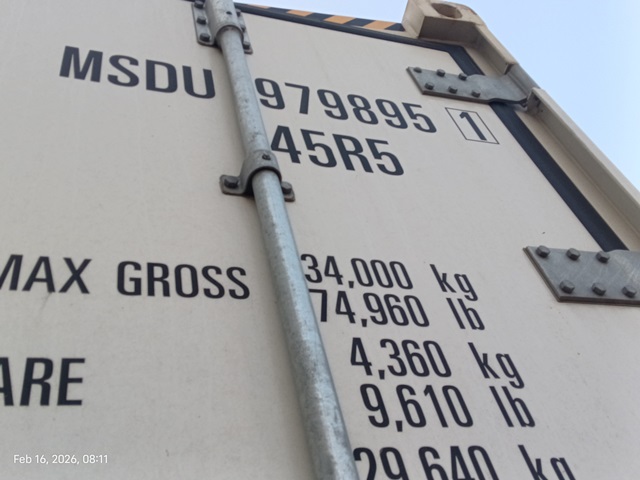 MSDU 979895 1
45R5
MAX GROSS 34,000 kg
74,960 lb
ARE 4,360 kg
9,610 lb
29,640 kg
Feb 16, 2026, 08:11